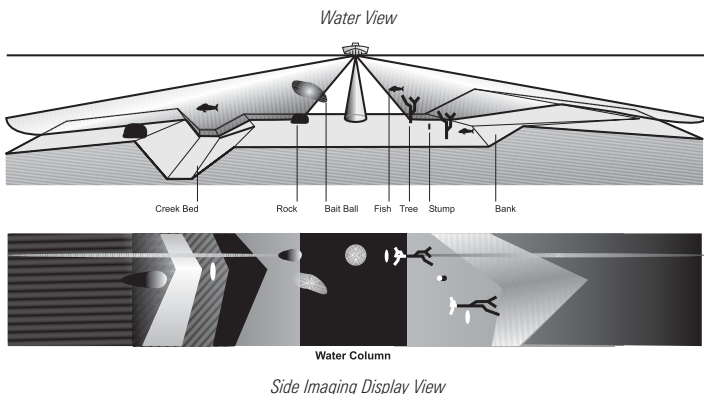 Water View
Creek Bed Rock Bait Ball Fish Tree Stump Bank
Water Column
Side Imaging Display View